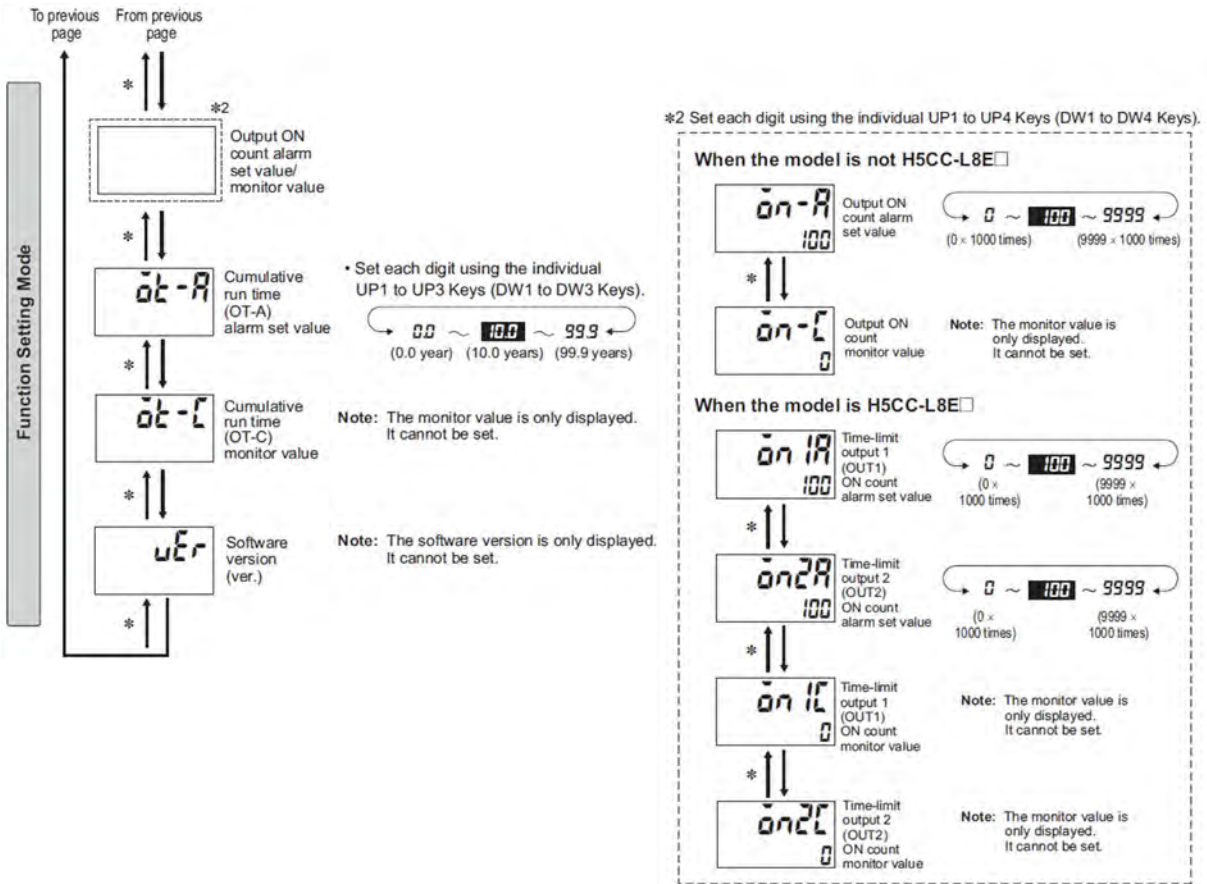 To previous page
From previous page
*
*2
Function Setting Mode
Output ON
count alarm
set value/
monitor value
*
ot-A
Cumulative
run time
(OT-A)
alarm set value
• Set each digit using the individual
UP1 to UP3 Keys (DW1 to DW3 Keys).
0.0 ～ 10.0 ～ 99.9
(0.0 year) (10.0 years) (99.9 years)
*
ot-C
Cumulative
run time
(OT-C)
monitor value
Note: The monitor value is only displayed.
It cannot be set.
*
vEr
Software
version
(ver.)
Note: The software version is only displayed.
It cannot be set.
*
*2 Set each digit using the individual UP1 to UP4 Keys (DW1 to DW4 Keys).
When the model is not H5CC-L8E□
on-A
100
Output ON
count alarm
set value
0 ～ 100 ～ 9999
(0 × 1000 times) (9999 × 1000 times)
*
on-C
0
Output ON
count
monitor value
Note: The monitor value is
only displayed.
It cannot be set.
When the model is H5CC-L8E□
on1A
100
Time-limit
output 1
(OUT1)
ON count
alarm set value
0 ～ 100 ～ 9999
(0 ×
1000 times)
(9999 ×
1000 times)
*
on2A
100
Time-limit
output 2
(OUT2)
ON count
alarm set value
0 ～ 100 ～ 9999
(0 ×
1000 times)
(9999 ×
1000 times)
*
on1C
0
Time-limit
output 1
(OUT1)
ON count
monitor value
Note: The monitor value is
only displayed.
It cannot be set.
*
on2C
0
Time-limit
output 2
(OUT2)
ON count
monitor value
Note: The monitor value is
only displayed.
It cannot be set.